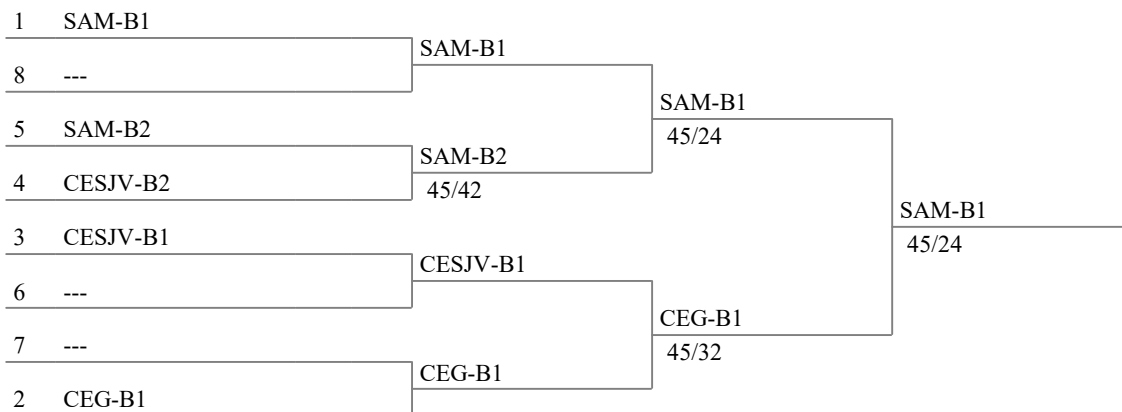 1 SAM-B1
8 ---
5 SAM-B2
4 CESJV-B2
3 CESJV-B1
6 ---
7 ---
2 CEG-B1
SAM-B1
SAM-B2
45/42
CESJV-B1
CEG-B1
SAM-B1
45/24
CEG-B1
45/32
SAM-B1
45/24